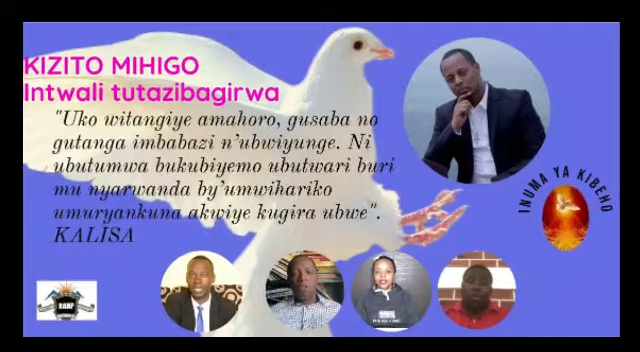 KIZITO MIHIGO
Intwali tutazibagirwa
"Uko witangiye amahoro, gusaba no
gutanga imbabazi n'ubwiyunge. Ni
ubutumwa bukubiyemo ubutwari buri
mu nyarwanda by'umwihariko
umuryankuna akwiye kugira ubwe".
KALISA
INUMA YA KIBEHO
RANP